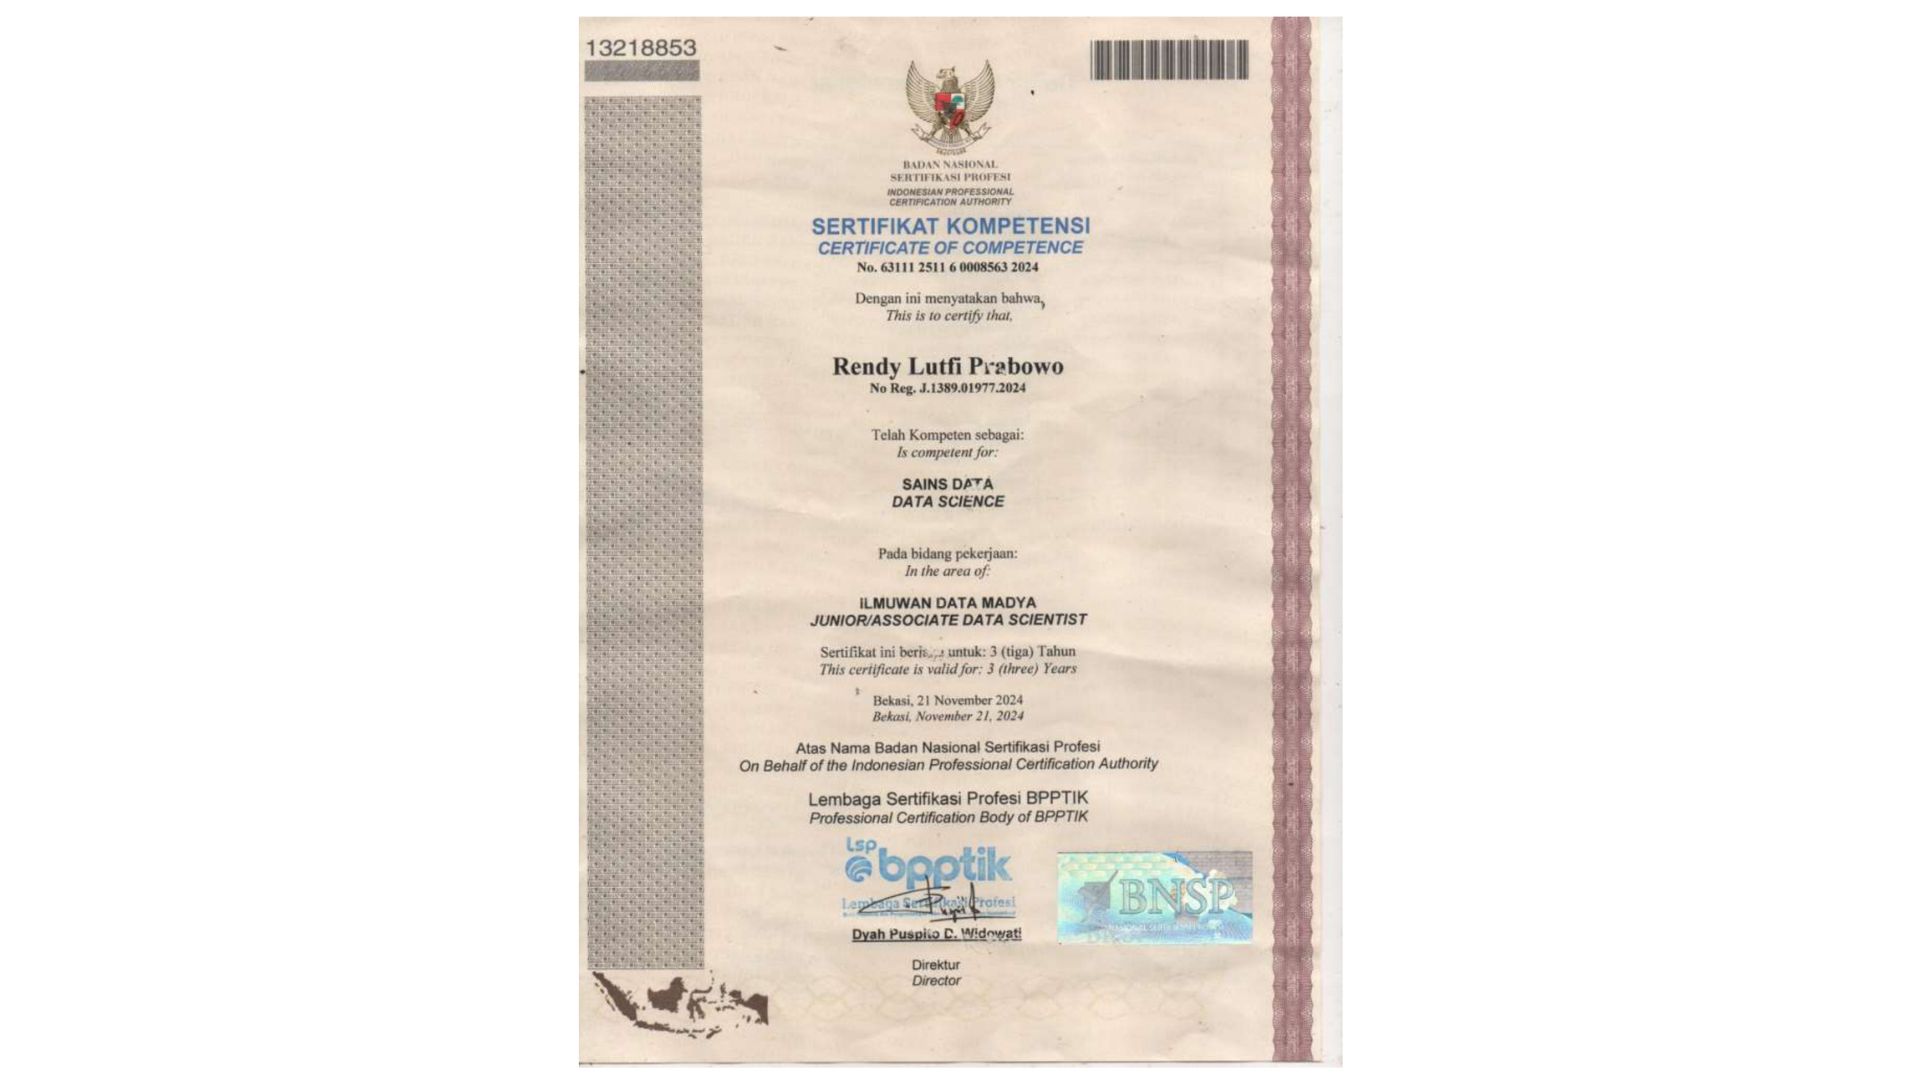 13218853
BADAN NASIONAL
SERTIFIKASI PROFESI
INDONESIAN PROFESSIONAL
CERTIFICATION AUTHORITY
SERTIFIKAT KOMPETENSI
CERTIFICATE OF COMPETENCE
No. 63111 2511 6 0008563 2024
Dengan ini menyatakan bahwa,
This is to certify that,
Rendy Lutfi Prabowo
No Reg. J.1389.01977.2024
Telah Kompeten sebagai:
Is competent for:
SAINS DATA
DATA SCIENCE
Pada bidang pekerjaan:
In the area of:
ILMUWAN DATA MADYA
JUNIOR/ASSOCIATE DATA SCIENTIST
Sertifikat ini untuk: 3 (tiga) Tahun
This certificate is valid for: 3 (three) Years
Bekasi, 21 November 2024
Bekasi, November 21, 2024
Atas Nama Badan Nasional Sertifikasi Profesi
On Behalf of the Indonesian Professional Certification Authority
Lembaga Sertifikasi Profesi BPPTIK
Professional Certification Body of BPPTIK
Lsp
bpptik
Lembaga Sertifikasi Profesi
BNSP
Dyah Puspito D. Widowati
Direktur
Director